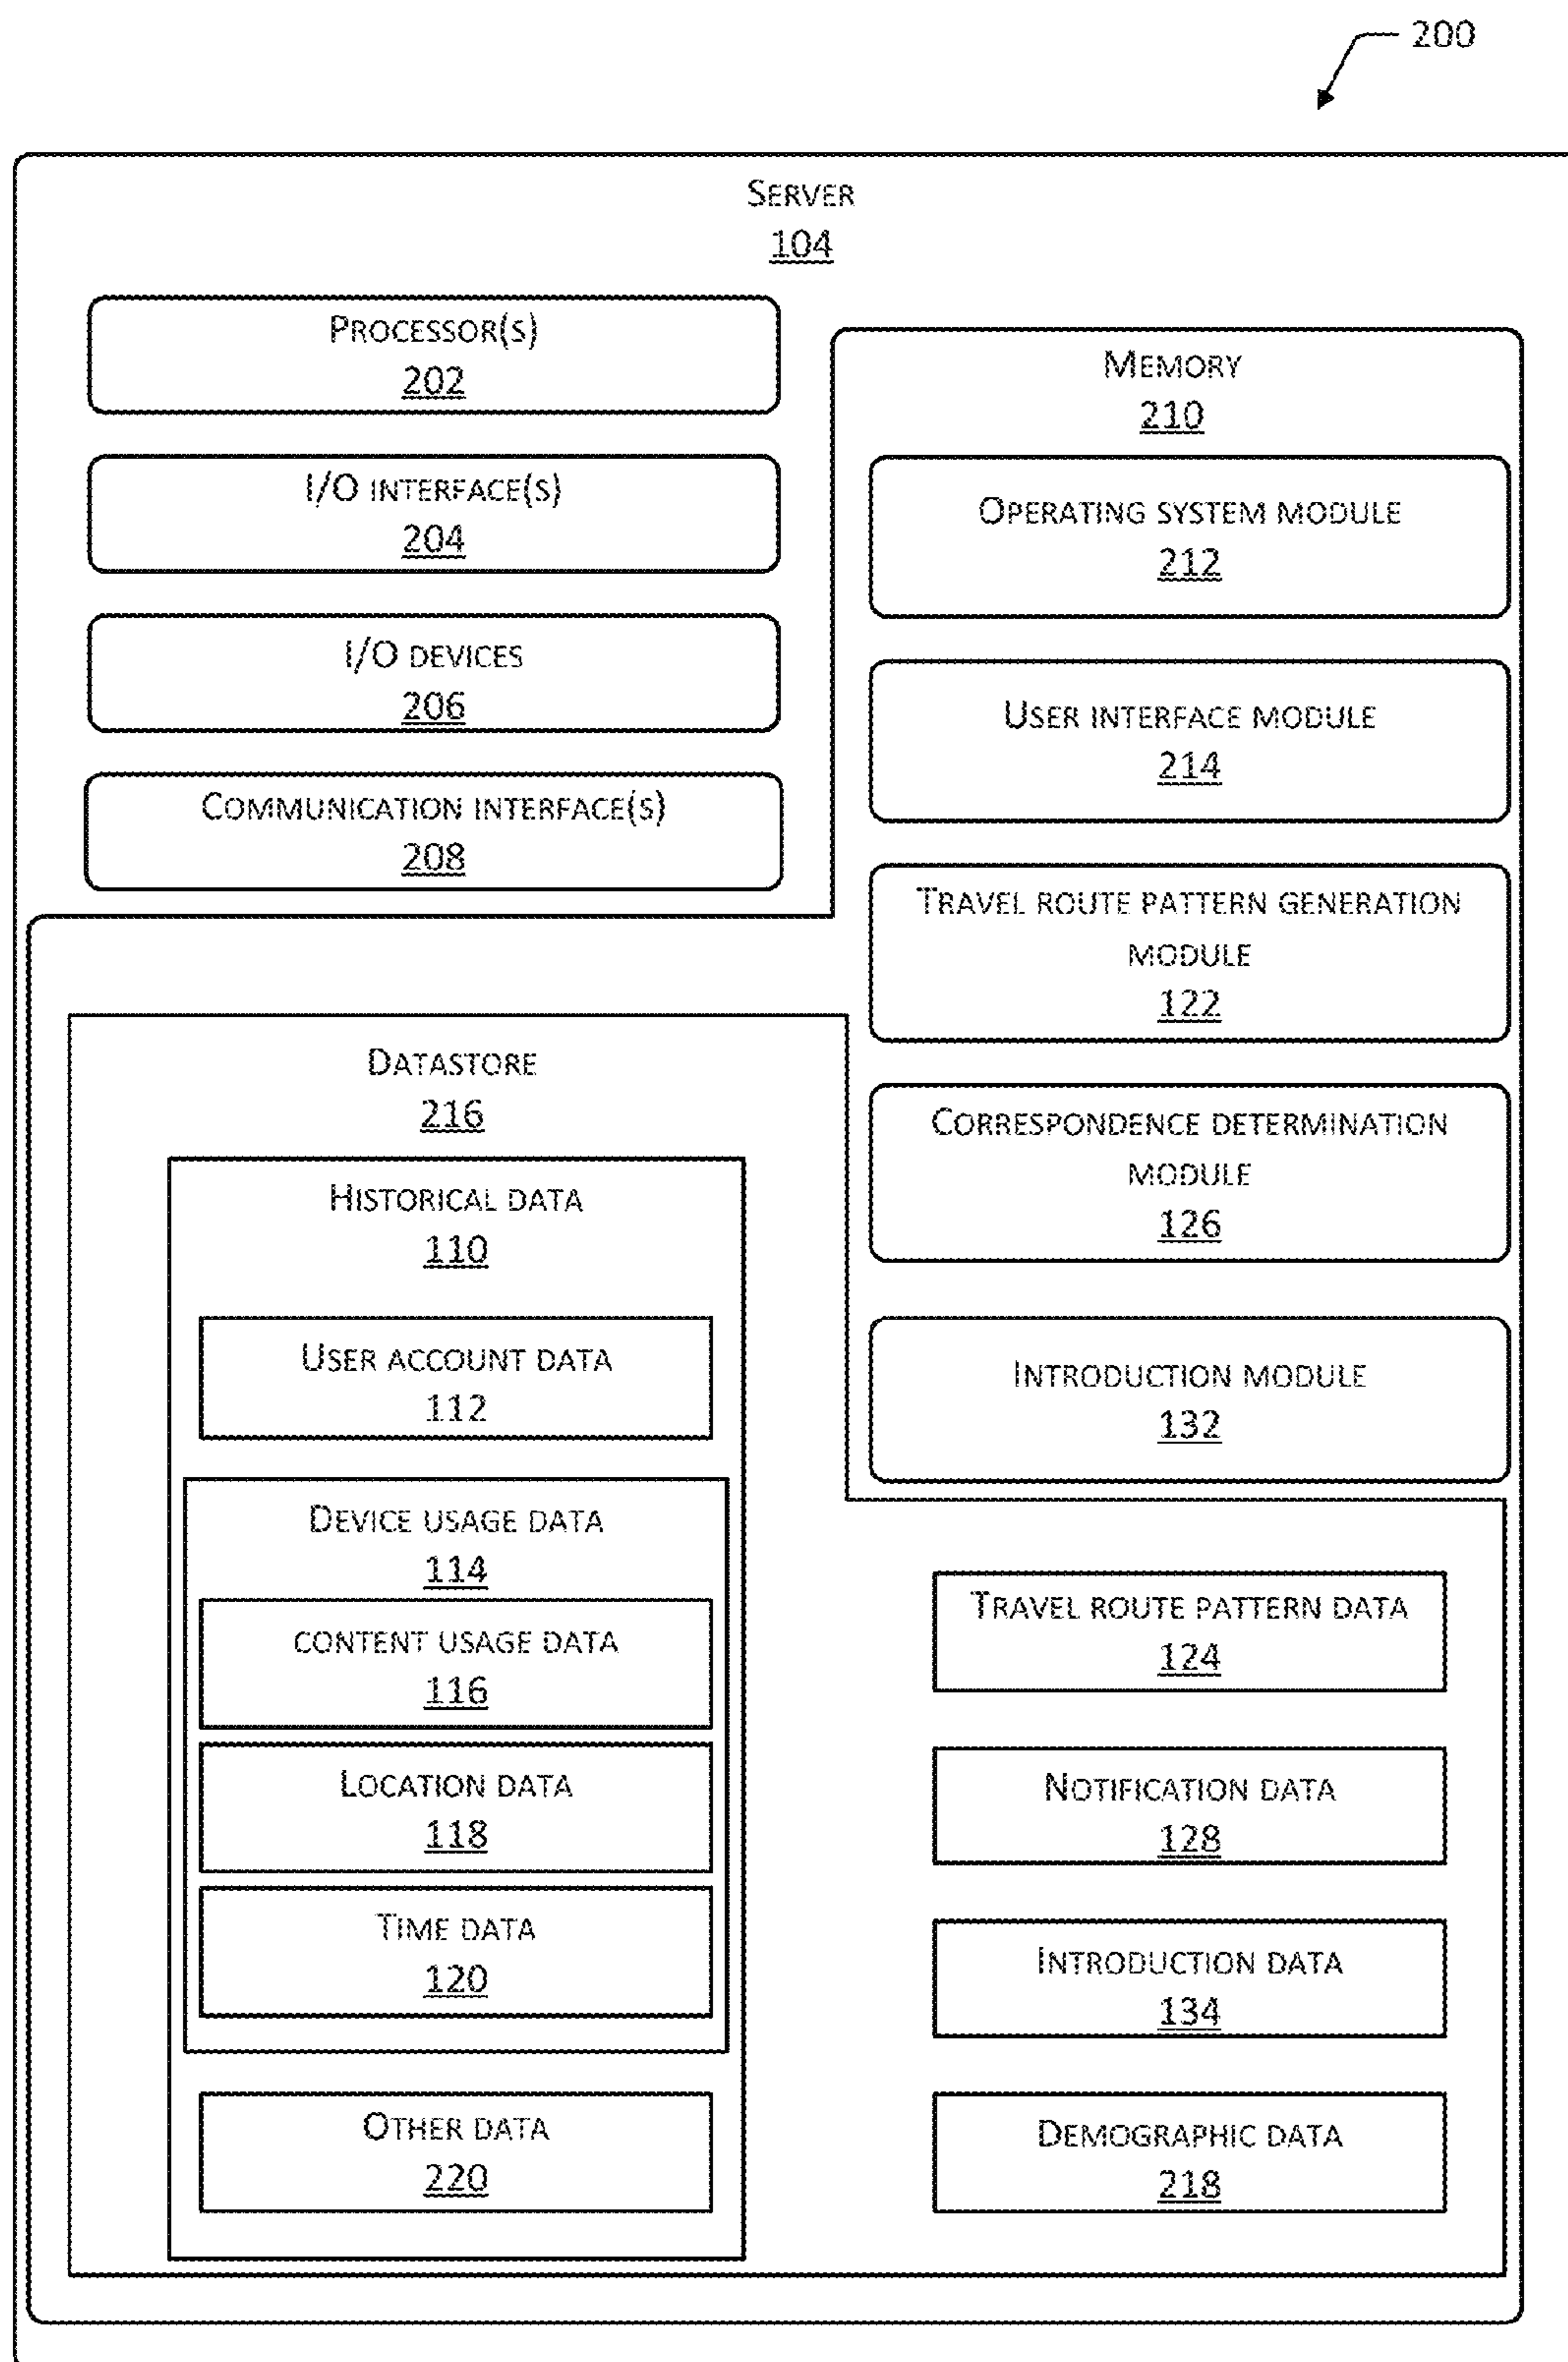 200
SERVER
104
PROCESSOR(S)
202
I/O INTERFACE(S)
204
I/O DEVICES
206
COMMUNICATION INTERFACE(S)
208
MEMORY
210
OPERATING SYSTEM MODULE
212
USER INTERFACE MODULE
214
TRAVEL ROUTE PATTERN GENERATION
MODULE
122
CORRESPONDENCE DETERMINATION
MODULE
126
INTRODUCTION MODULE
132
DATASTORE
216
HISTORICAL DATA
110
USER ACCOUNT DATA
112
DEVICE USAGE DATA
114
CONTENT USAGE DATA
116
LOCATION DATA
118
TIME DATA
120
OTHER DATA
220
TRAVEL ROUTE PATTERN DATA
124
NOTIFICATION DATA
128
INTRODUCTION DATA
134
DEMOGRAPHIC DATA
218